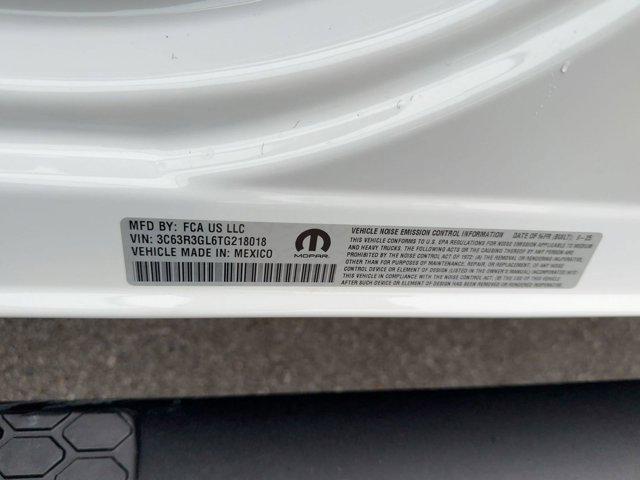 MFD BY: FCA US LLC
VIN: 3C63R3GL6TG218018
VEHICLE MADE IN: MEXICO
MOPAR.
VEHICLE NOISE EMISSION CONTROL INFORMATION DATE OF MFR (BUILT)
THIS VEHICLE CONFORMS TO U.S. EPA REGULATIONS FOR NOISE EMISSION APPLICABLE TO MEDIUM
AND HEAVY TRUCKS. THE FOLLOWING ACTS OR THE CAUSING THEREOF BY ANY PERSON ARE
PROHIBITED BY THE NOISE CONTROL ACT OF 1972: (A) THE REMOVAL OR RENDERING INOPERATIVE,
OTHER THAN FOR PURPOSES OF MAINTENANCE, REPAIR, OR REPLACEMENT, OF ANY NOISE
CONTROL DEVICE OR ELEMENT OF DESIGN (LISTED IN THE OWNER'S MANUAL) INCORPORATED INTO
THIS VEHICLE IN COMPLIANCE WITH THE NOISE CONTROL ACT; (B) THE USE OF THIS VEHICLE
AFTER SUCH DEVICE OR ELEMENT OF DESIGN HAS BEEN REMOVED OR RENDERED INOPERATIVE.